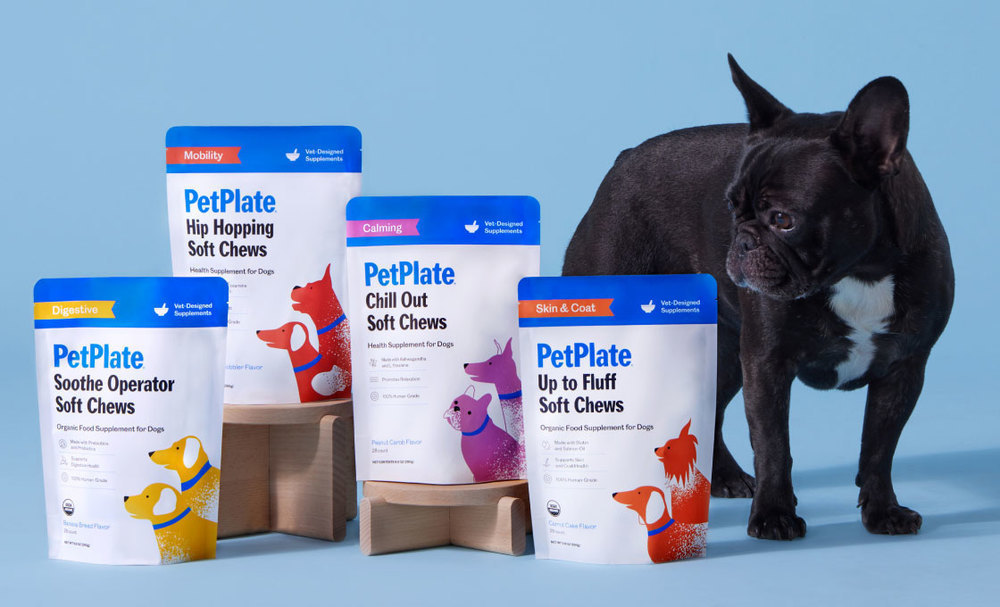 Mobility
Vet-Designed
Supplements
PetPlate
Hip Hopping
Soft Chews
Health Supplement for Dogs
Flavor
Calming
Vet-Designed
Supplements
PetPlate
Chill Out
Soft Chews
Health Supplement for Dogs
Made with Ashwagandha
Promotes Relaxation
100% Human Grade
Peanut Carob Flavor
Digestive
Vet-Designed
Supplements
PetPlate
Soothe Operator
Soft Chews
Organic Food Supplement for Dogs
Made with Prebiotics
and Probiotics
Supports
Digestive Health
100% Human Grade
Banana Bread Flavor
Skin & Coat
Vet-Designed
Supplements
PetPlate
Up to Fluff
Soft Chews
Organic Food Supplement for Dogs
Made with Biotin
and Salmon Oil
Supports Skin
and Coat Health
100% Human Grade
Carrot Cake Flavor